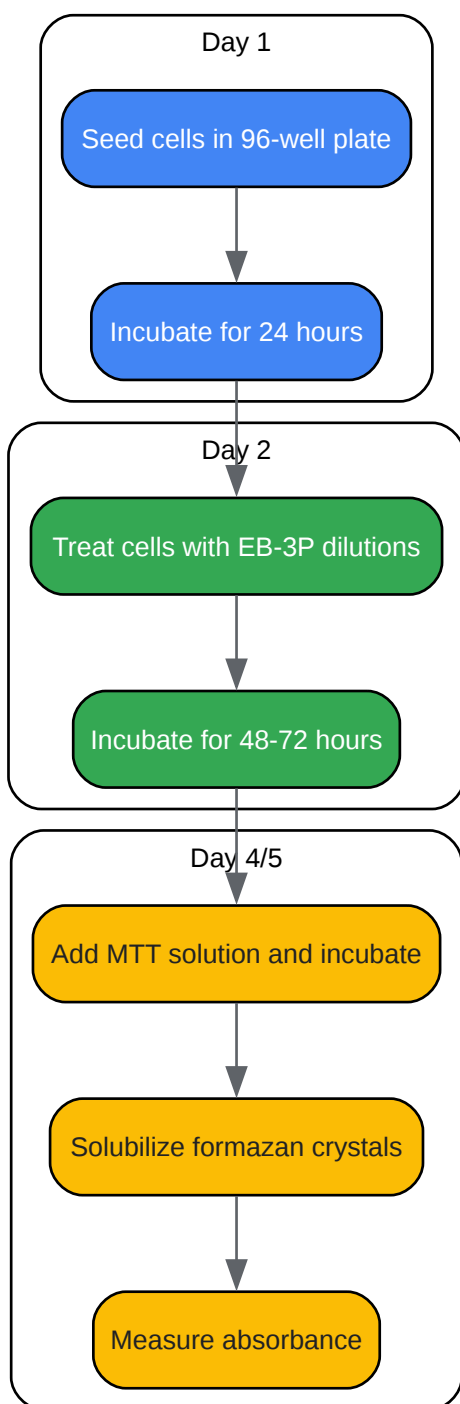 Day 1
Seed cells in 96-well plate
Incubate for 24 hours
Day 2
Treat cells with EB-3P dilutions
Incubate for 48-72 hours
Day 4/5
Add MTT solution and incubate
Solubilize formazan crystals
Measure absorbance